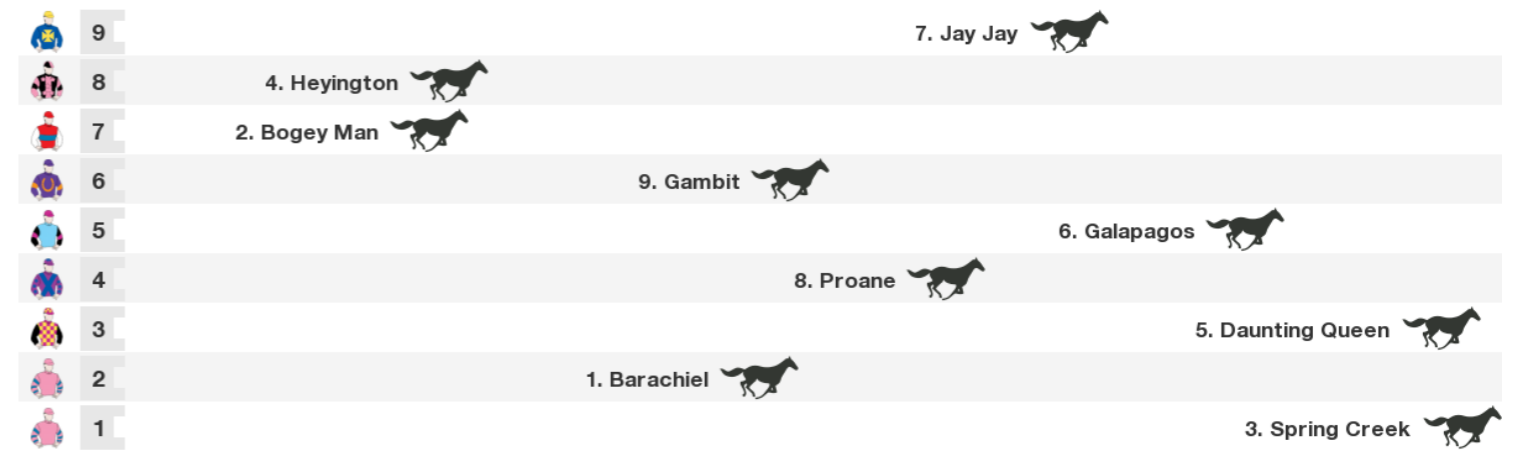 9 7. Jay Jay
8 4. Heyington
7 2. Bogey Man
6 9. Gambit
5 6. Galapagos
4 8. Proane
3 5. Daunting Queen
2 1. Barachiel
1 3. Spring Creek